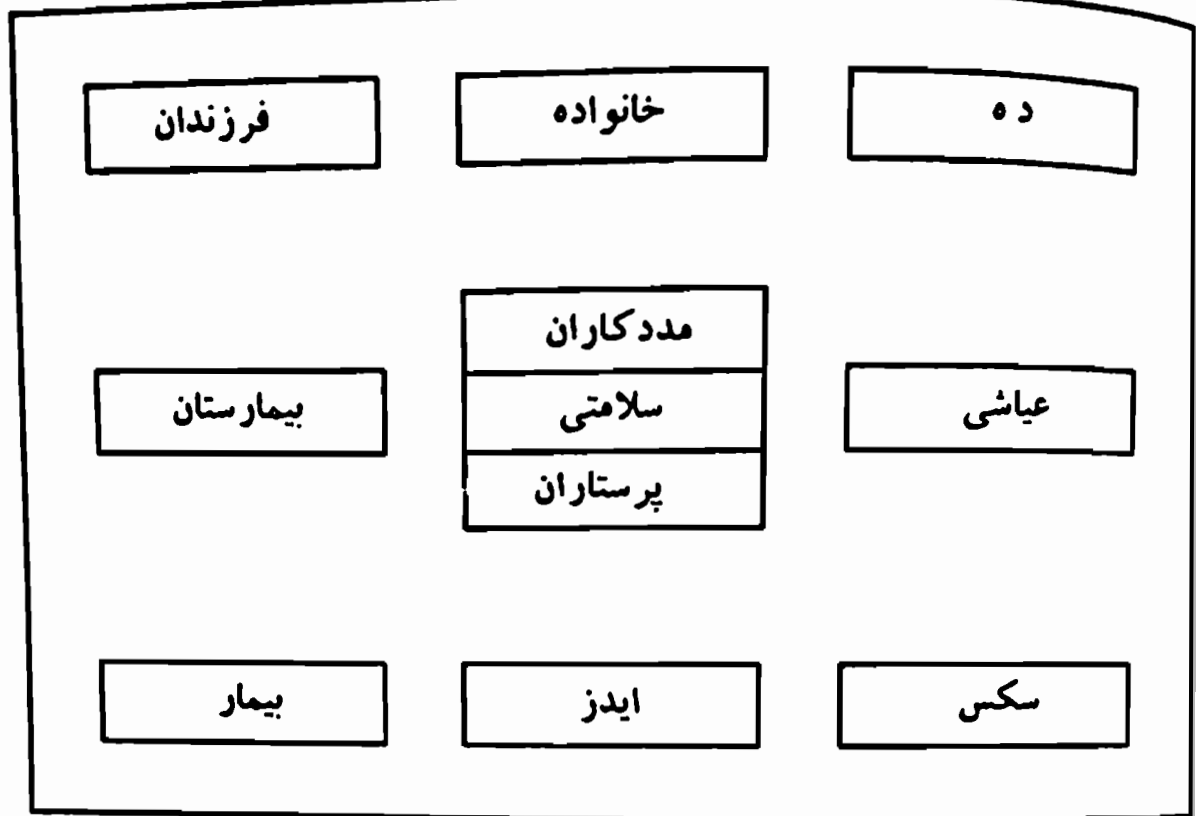 ده
خانواده
فرزندان
مددکاران
سلامتی
پرستاران
عیاشی
بیمارستان
سکس
ایدز
بیمار